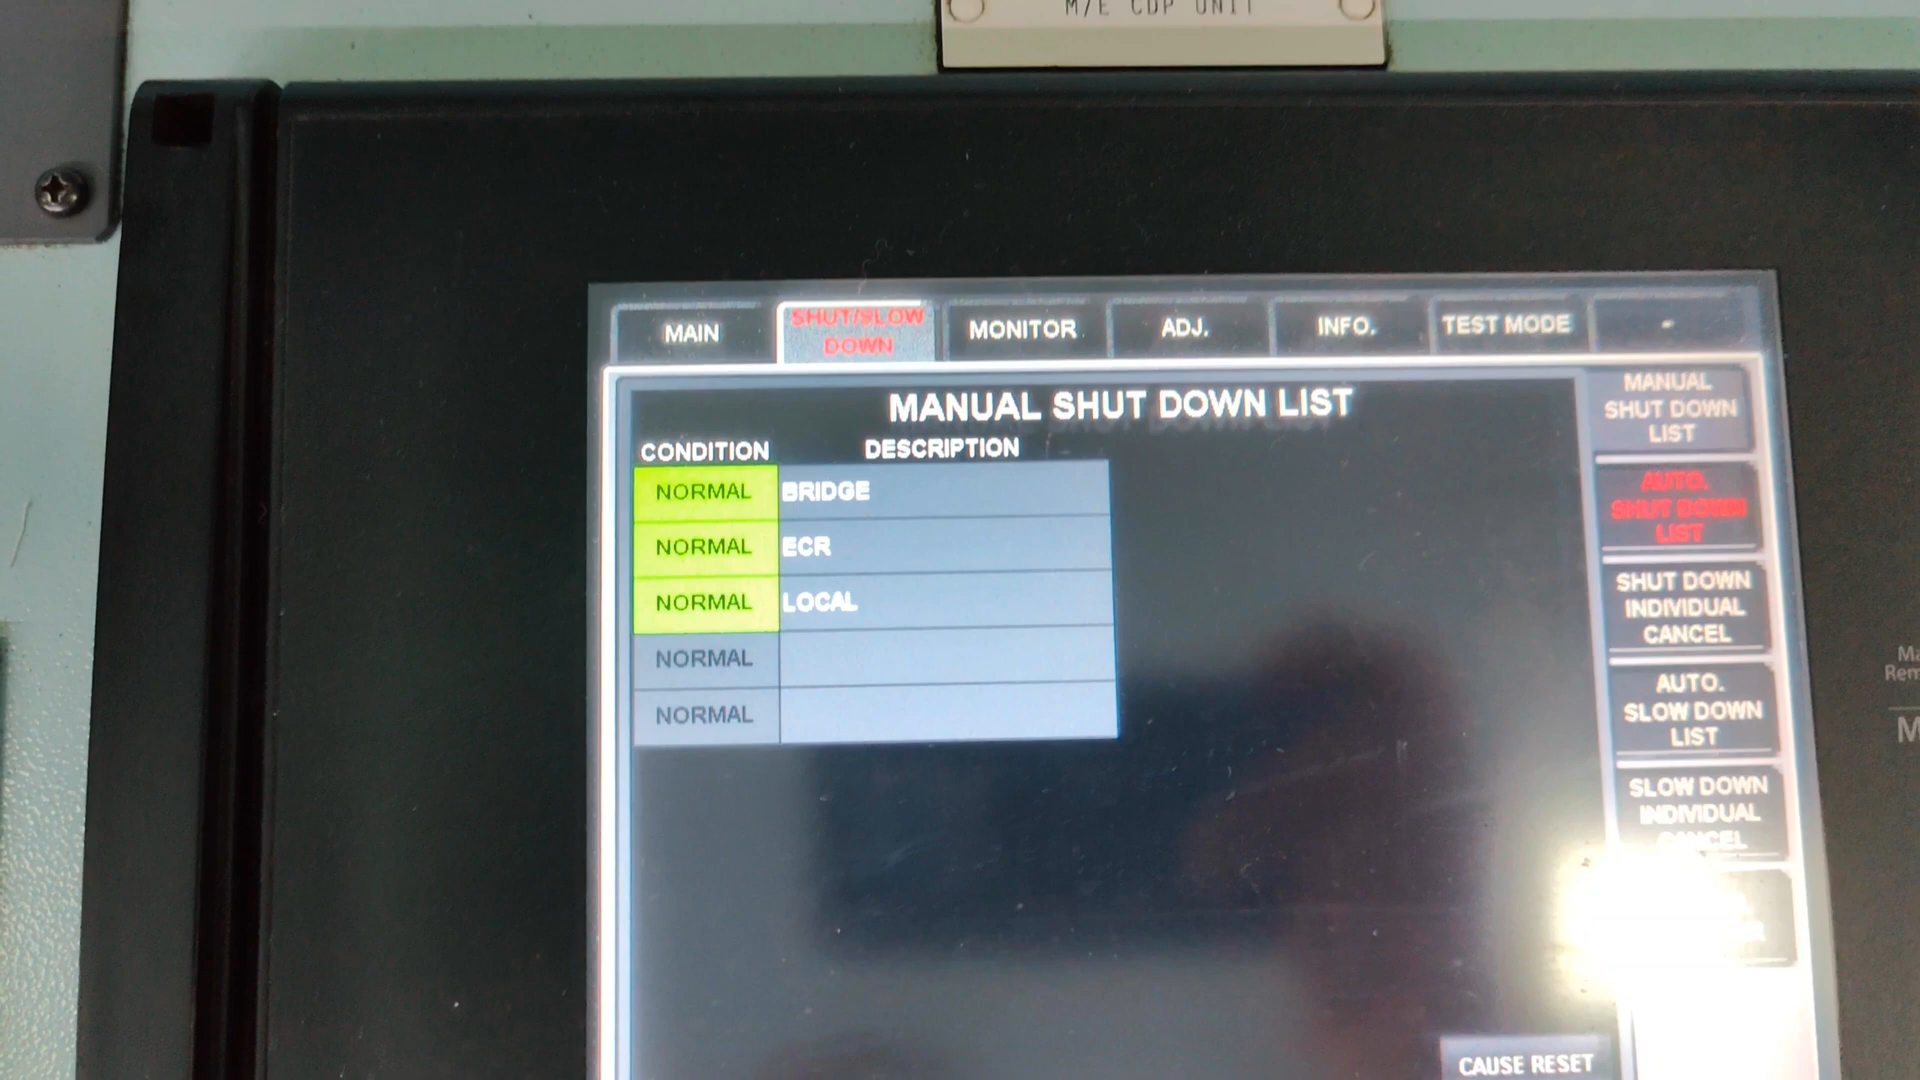 M/E CDP UNIT
MAIN
SHUT/SLOW
DOWN
MONITOR
ADJ.
INFO.
TEST MODE
-
MANUAL SHUT DOWN LIST
CONDITION
DESCRIPTION
NORMAL
BRIDGE
NORMAL
ECR
NORMAL
LOCAL
NORMAL
NORMAL
MANUAL
SHUT DOWN
LIST
AUTO.
SHUT DOWN
LIST
SHUT DOWN
INDIVIDUAL
CANCEL
AUTO.
SLOW DOWN
LIST
SLOW DOWN
INDIVIDUAL
CANCEL
CAUSE RESET